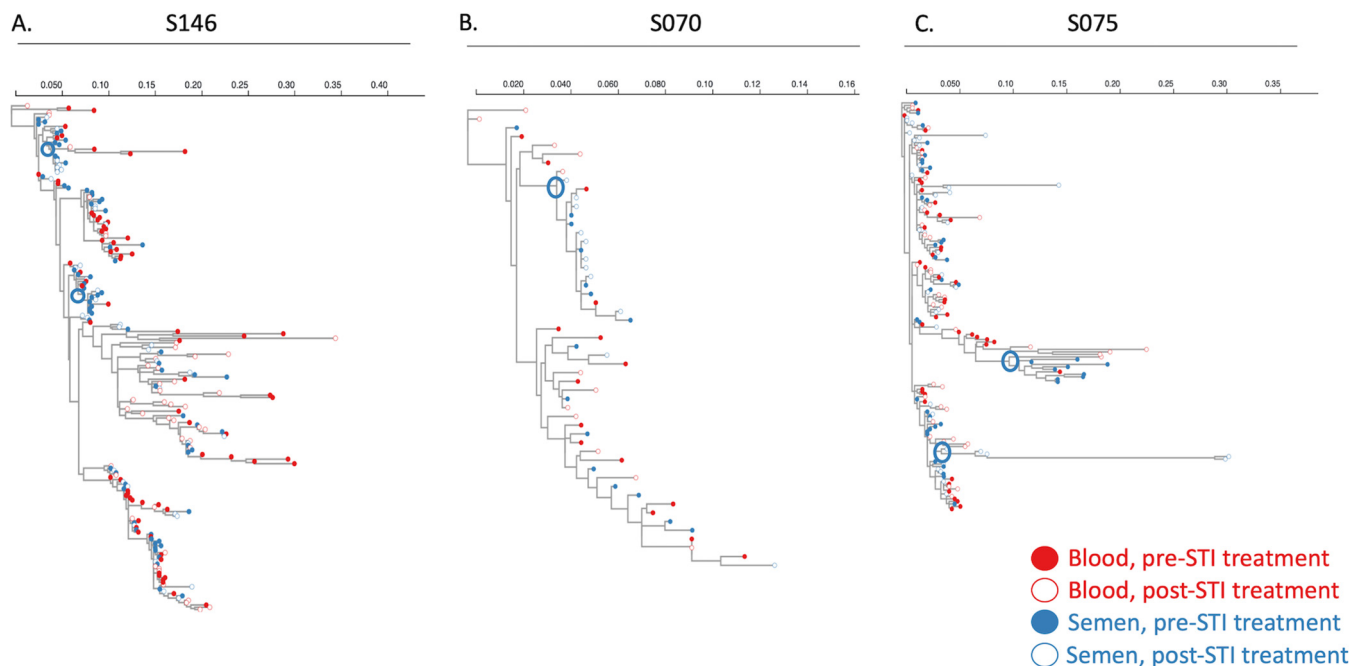 A. S146
0.050 0.10 0.15 0.20 0.25 0.30 0.35 0.40
B. S070
0.020 0.040 0.060 0.080 0.10 0.12 0.14 0.16
C. S075
0.050 0.10 0.15 0.20 0.25 0.30 0.35
Blood, pre-STI treatment
Blood, post-STI treatment
Semen, pre-STI treatment
Semen, post-STI treatment